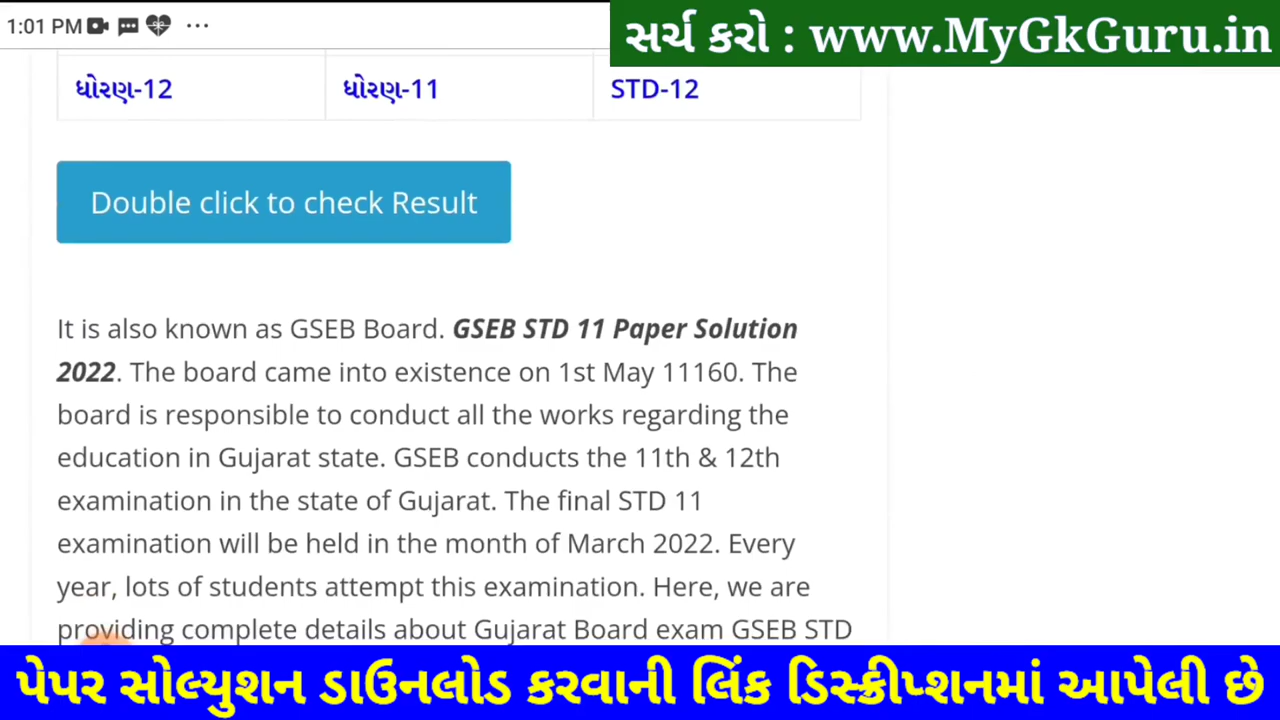 1:01 PM
સર્ચ કરો : www.MyGkGuru.in
ધોરણ-12 ધોરણ-11 STD-12
Double click to check Result
It is also known as GSEB Board. GSEB STD 11 Paper Solution
2022. The board came into existence on 1st May 11160. The
board is responsible to conduct all the works regarding the
education in Gujarat state. GSEB conducts the 11th & 12th
examination in the state of Gujarat. The final STD 11
examination will be held in the month of March 2022. Every
year, lots of students attempt this examination. Here, we are
providing complete details about Gujarat Board exam GSEB STD
પેપર સોલ્યુશન ડાઉનલોડ કરવાની લિંક ડિસ્ક્રીપ્શનમાં આપેલી છે